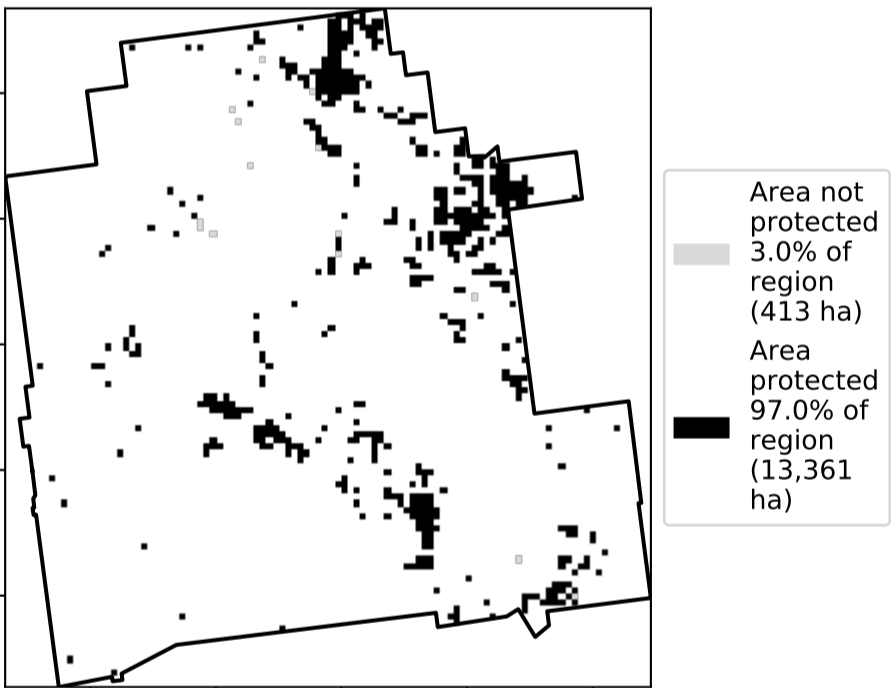 Area not
protected
3.0% of
region
(413 ha)
Area
protected
97.0% of
region
(13,361
ha)